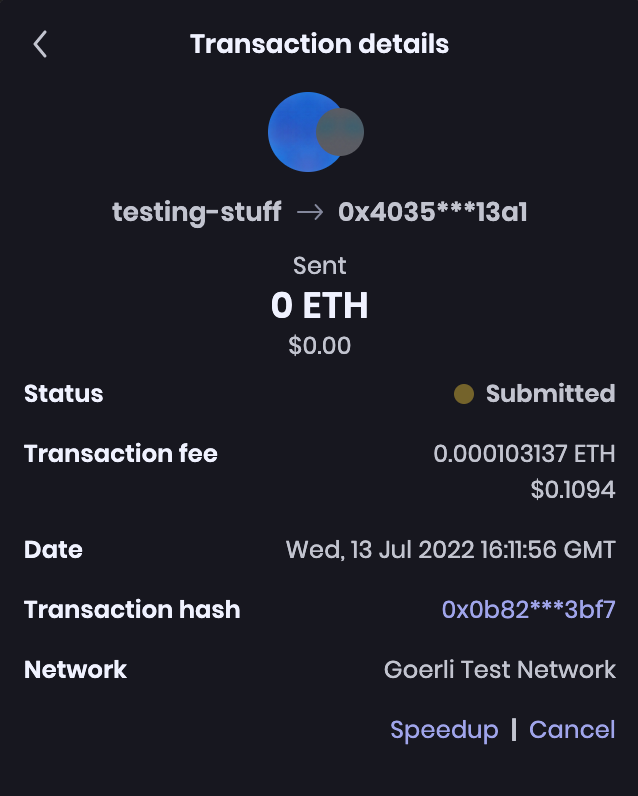 Transaction details
testing-stuff → 0x4035***13a1
Sent
0 ETH
$0.00
Status Submitted
Transaction fee 0.000103137 ETH
$0.1094
Date Wed, 13 Jul 2022 16:11:56 GMT
Transaction hash 0x0b82***3bf7
Network Goerli Test Network
Speedup | Cancel